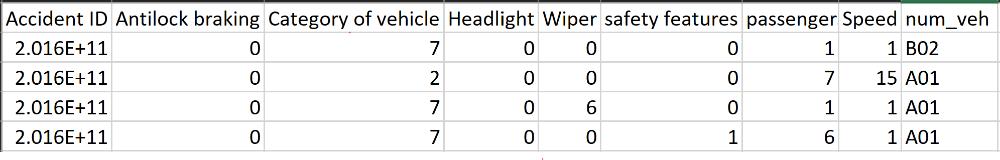 Accident ID Antilock braking Category of vehicle Headlight Wiper safety features passenger Speed num_veh
2.016E+11 0 7 0 0 0 1 1 B02
2.016E+11 0 2 0 0 0 7 15 A01
2.016E+11 0 7 0 6 0 1 1 A01
2.016E+11 0 7 0 0 1 6 1 A01